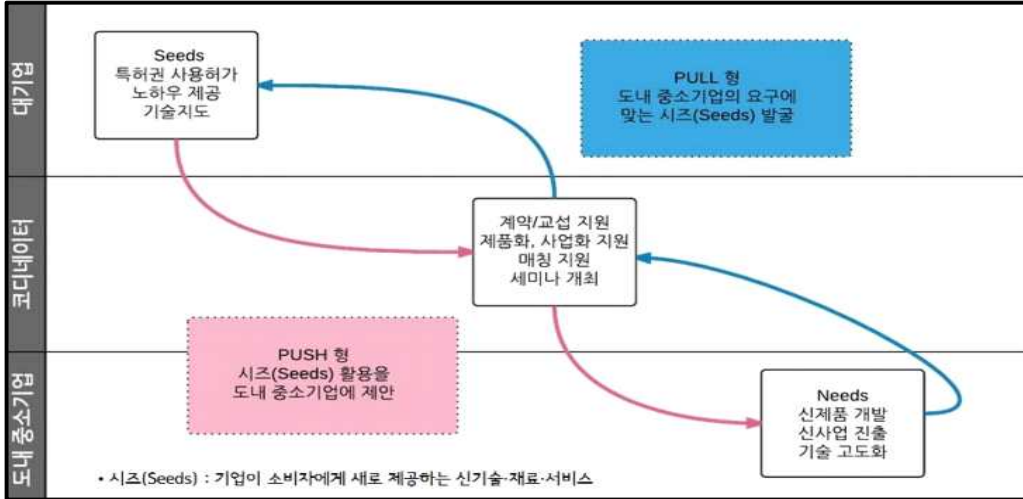 대기업
Seeds
특허권 사용허가
노하우 제공
기술지도
PULL 형
도내 중소기업의 요구에
맞는 시즈(Seeds) 발굴
코디네이터
계약/교섭 지원
제품화, 사업화 지원
매칭 지원
세미나 개최
PUSH 형
시즈(Seeds) 활용을
도내 중소기업에 제안
도내 중소기업
Needs
신제품 개발
신사업 진출
기술 고도화
• 시즈(Seeds) : 기업이 소비자에게 새로 제공하는 신기술·재료·서비스